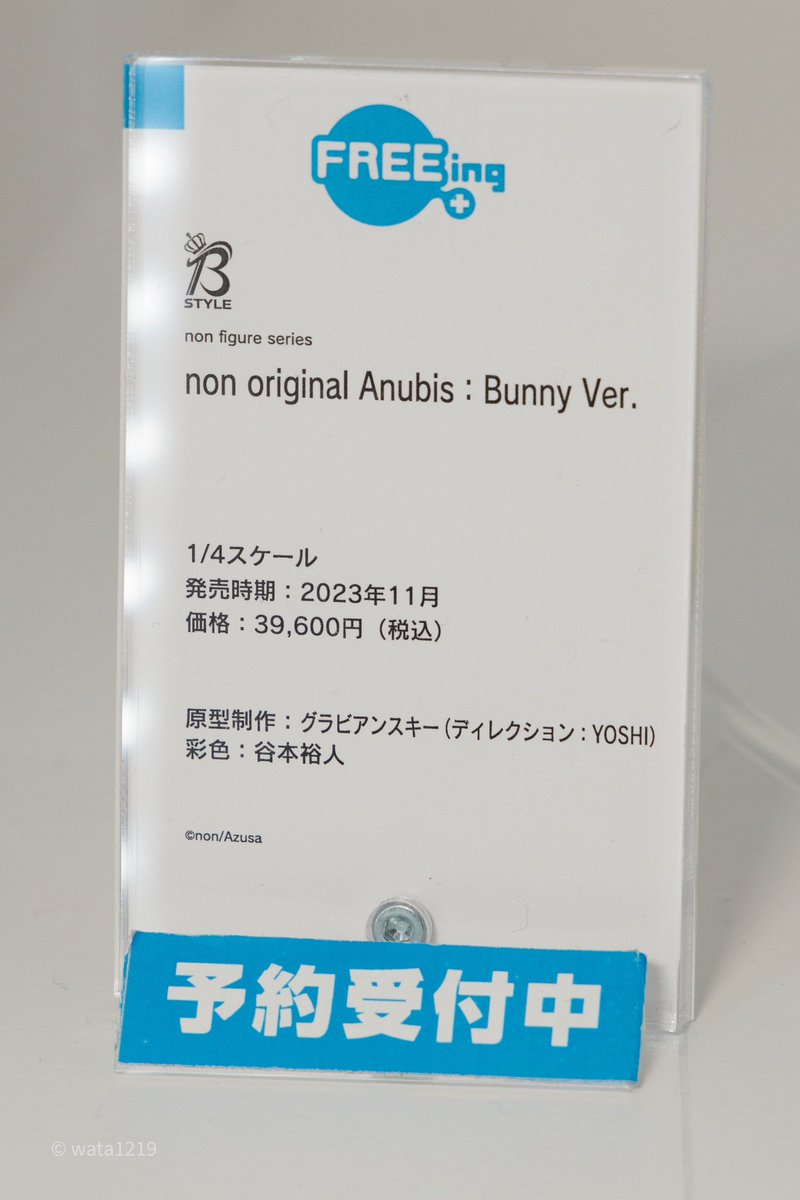 FREEing
B
STYLE
non figure series
non original Anubis：Bunny Ver.
1/4スケール
発売時期：2023年11月
価格：39,600円（税込）
原型制作：グラビアンスキー（ディレクション：YOSHI）
彩色：谷本裕人
©non/Azusa
予約受付中
© wata1219